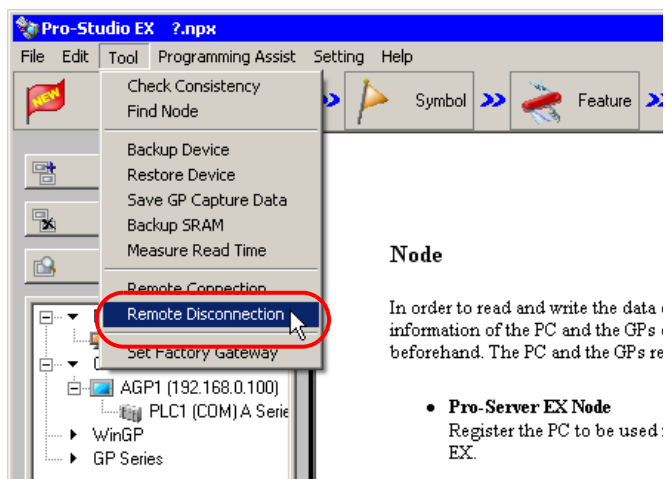 Pro-Studio EX ?.npx
File Edit Tool Programming Assist Setting Help
NEW
Symbol
Feature
Check Consistency
Find Node
Backup Device
Restore Device
Save GP Capture Data
Backup SRAM
Measure Read Time
Remote Connection
Remote Disconnection
Set Factory Gateway
AGP1 (192.168.0.100)
PLC1 (COM) A Serie
WinGP
GP Series
Node
In order to read and write the data
information of the PC and the GPs
beforehand. The PC and the GPs re
Pro-Server EX Node
Register the PC to be used
EX.